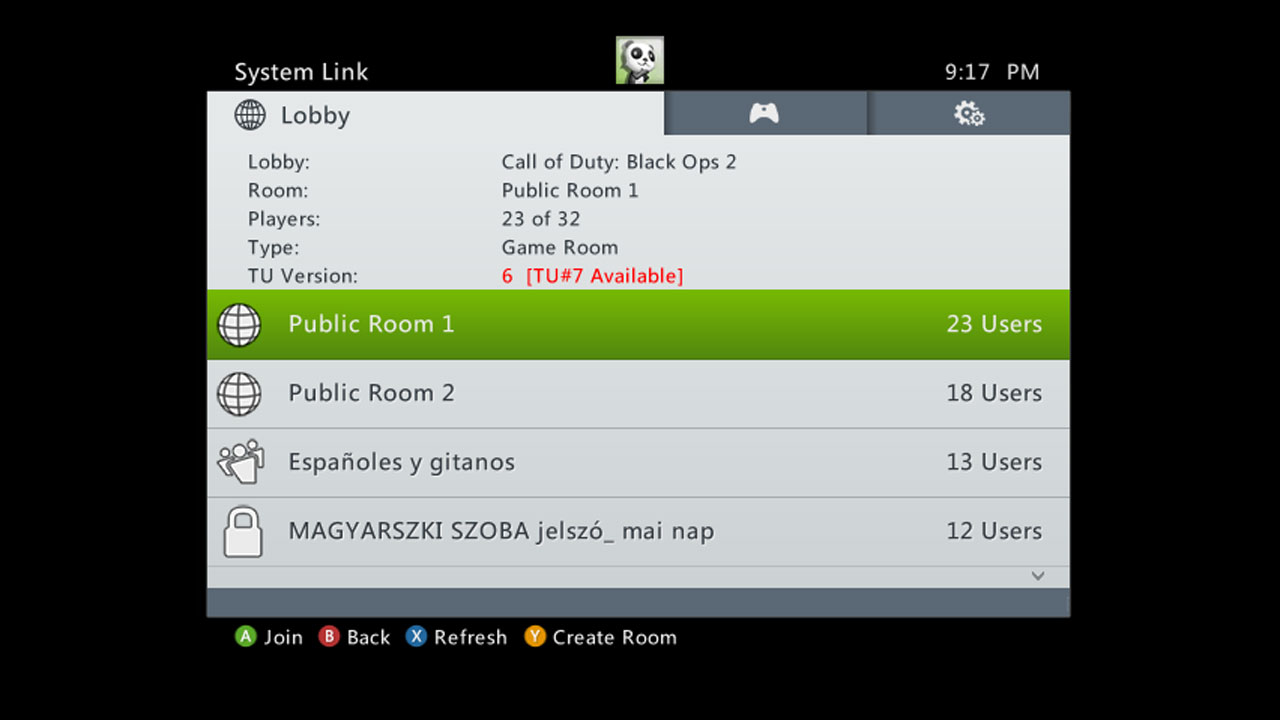 System Link
9:17 PM
Lobby
Lobby: Call of Duty: Black Ops 2
Room: Public Room 1
Players: 23 of 32
Type: Game Room
TU Version: 6 [TU#7 Available]
Public Room 1 23 Users
Public Room 2 18 Users
Españoles y gitanos 13 Users
MAGYARSZKI SZOBA jelszó_ mai nap 12 Users
A Join B Back X Refresh Y Create Room